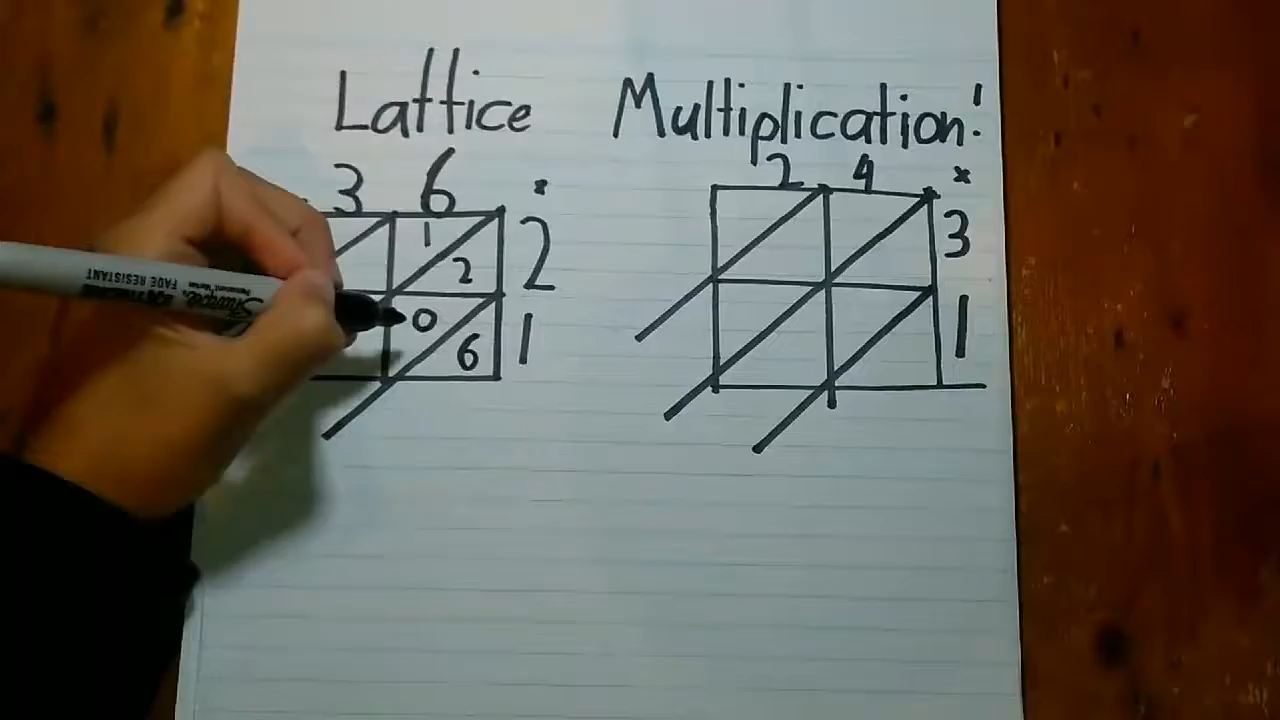 Lattice Multiplication!
3 6 x
2 4 x
1
2
2
3
0
6
1
1
Sharpie
FADE RESISTANT